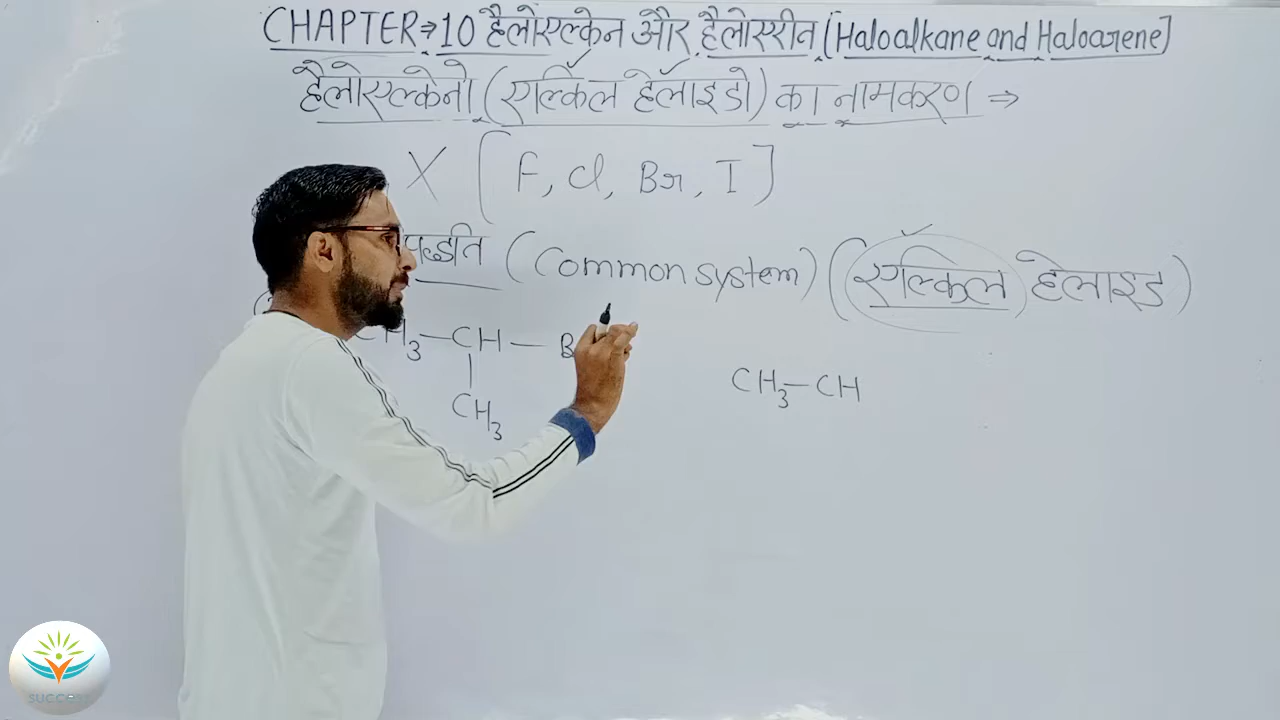 CHAPTER⇒10 हैलोएल्केन और हैलोएरीन (Haloalkane and Haloarene)
हैलोएल्केनो (एल्किल हेलाइडो) का नामकरण ⇒
X [F, Cl, Br, I]
पद्धति (Common system) (एल्किल हेलाइड)
CH3—CH—B
CH3
CH3—CH
SUCCESS